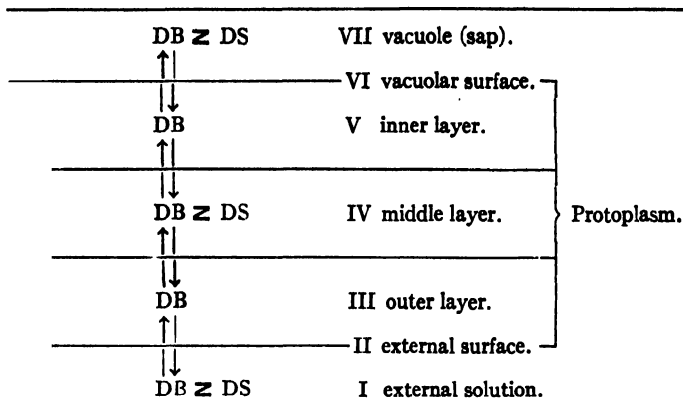 DB ⇄ DS VII vacuole (sap).
VI vacuolar surface.
DB V inner layer.
DB ⇄ DS IV middle layer. Protoplasm.
DB III outer layer.
II external surface.
DB ⇄ DS I external solution.